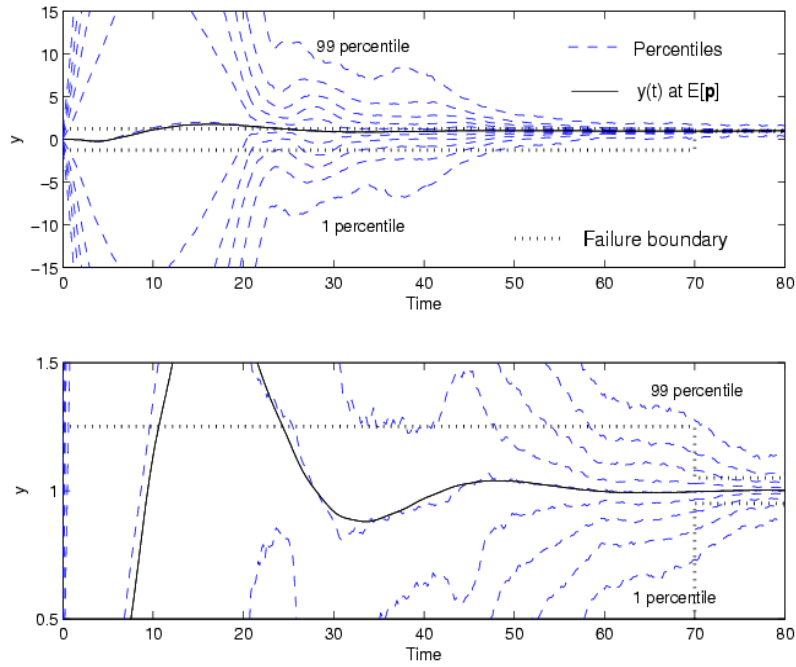 15
10
5
0
−5
−10
−15
y
99 percentile
Percentiles
y(t) at E[p]
1 percentile
Failure boundary
0 10 20 30 40 50 60 70 80
Time
1.5
1
0.5
y
99 percentile
1 percentile
0 10 20 30 40 50 60 70 80
Time